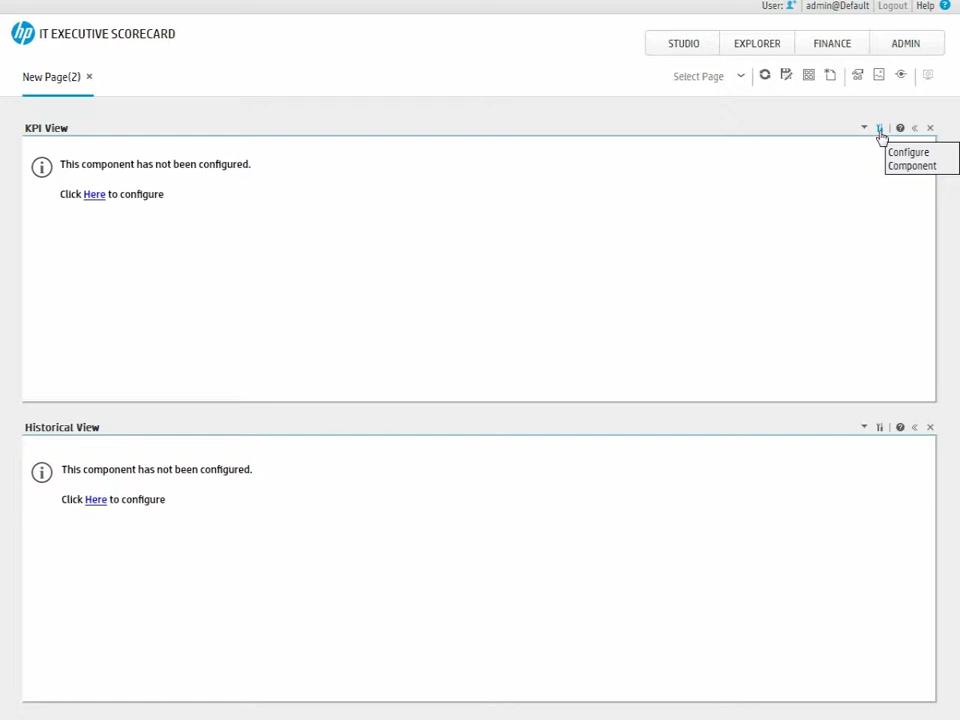 User: admin@Default Logout Help ?
hp IT EXECUTIVE SCORECARD
STUDIO EXPLORER FINANCE ADMIN
New Page(2) × Select Page
KPI View
Configure
Component
This component has not been configured.
Click Here to configure
Historical View
This component has not been configured.
Click Here to configure